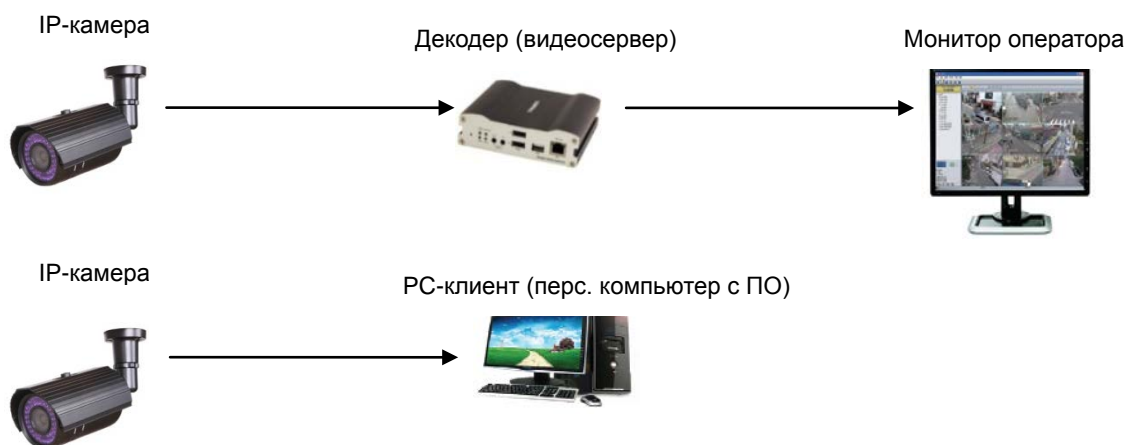 IP-камера
Декодер (видеосервер)
Монитор оператора
IP-камера
PC-клиент (перс. компьютер с ПО)